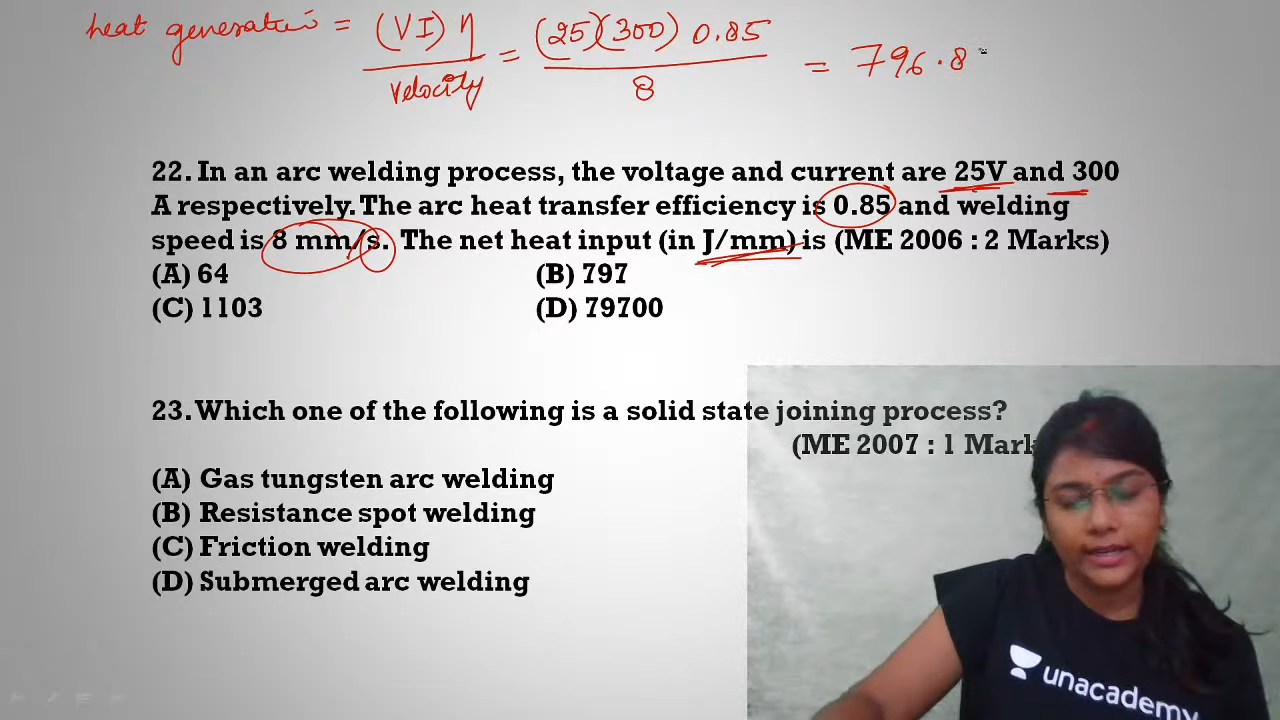 heat generation = (VI) η / velocity = (25)(300) 0.85 / 8 = 796.8
22. In an arc welding process, the voltage and current are 25V and 300
A respectively. The arc heat transfer efficiency is 0.85 and welding
speed is 8 mm/s. The net heat input (in J/mm) is (ME 2006 : 2 Marks)
(A) 64 (B) 797
(C) 1103 (D) 79700
23. Which one of the following is a solid state joining process?
(ME 2007 : 1 Mark
(A) Gas tungsten arc welding
(B) Resistance spot welding
(C) Friction welding
(D) Submerged arc welding
unacademy